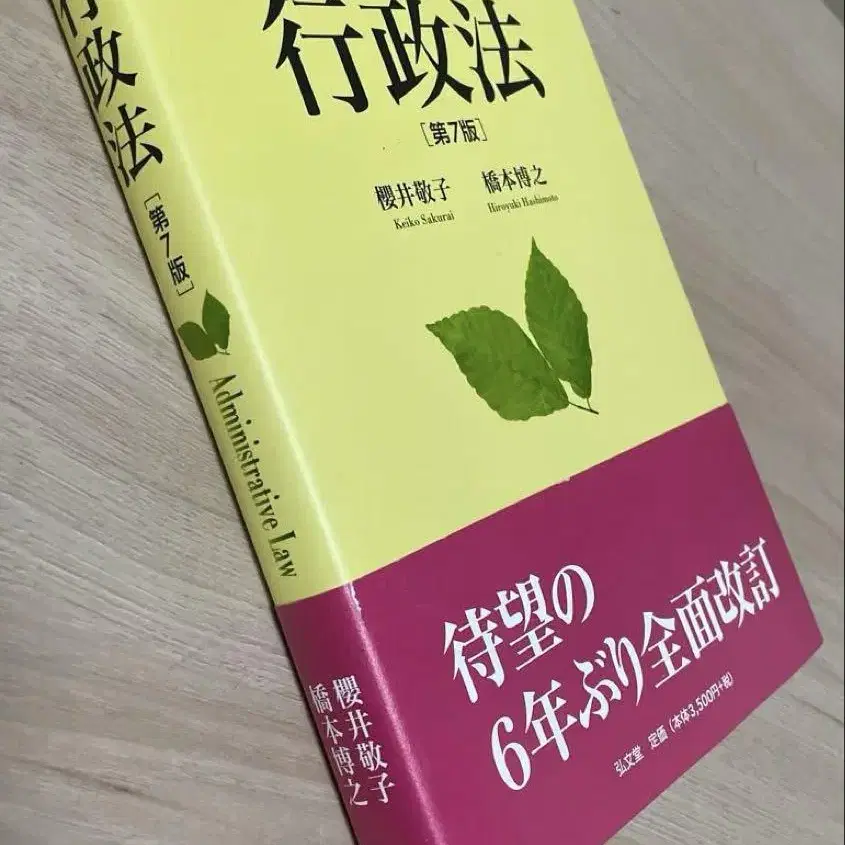 行政法
[第7版]
櫻井敬子 橋本博之
Keiko Sakurai Hiroyuki Hashimoto
待望の
6年ぶり全面改訂
弘文堂 定価（本体3,500円+税）
行政法
[第7版]
Administrative Law
櫻井敬子
橋本博之